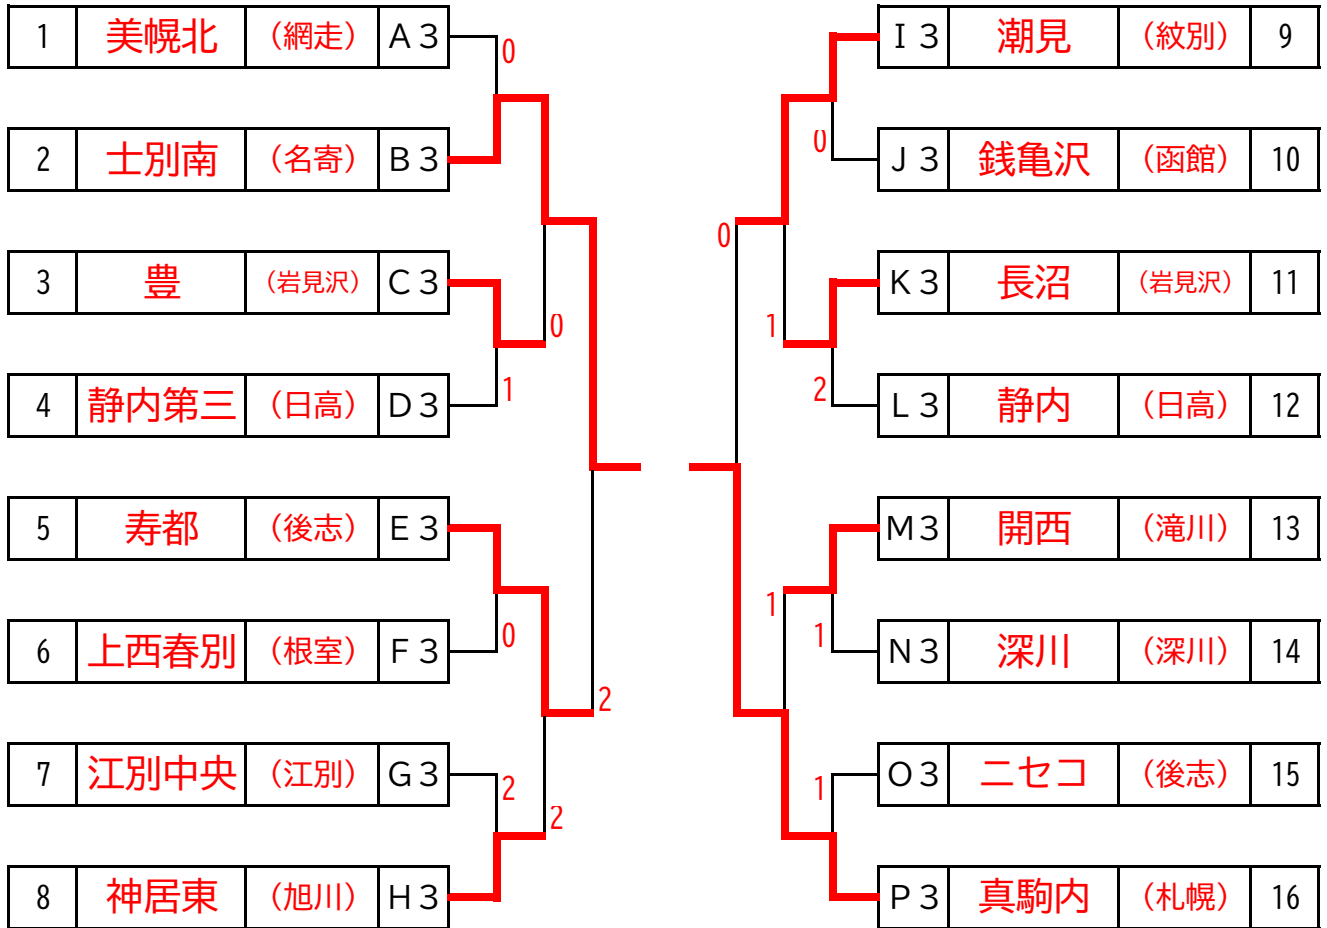 1 美幌北 （網走） A3
0
2 士別南 （名寄） B3
3 豊 （岩見沢） C3
0
1
4 静内第三 （日高） D3
5 寿都 （後志） E3
0
6 上西春別 （根室） F3
2
7 江別中央 （江別） G3
2
2
8 神居東 （旭川） H3
I3 潮見 （紋別） 9
0
J3 銭亀沢 （函館） 10
0
K3 長沼 （岩見沢） 11
1
2
L3 静内 （日高） 12
M3 開西 （滝川） 13
1
1
N3 深川 （深川） 14
O3 ニセコ （後志） 15
1
P3 真駒内 （札幌） 16